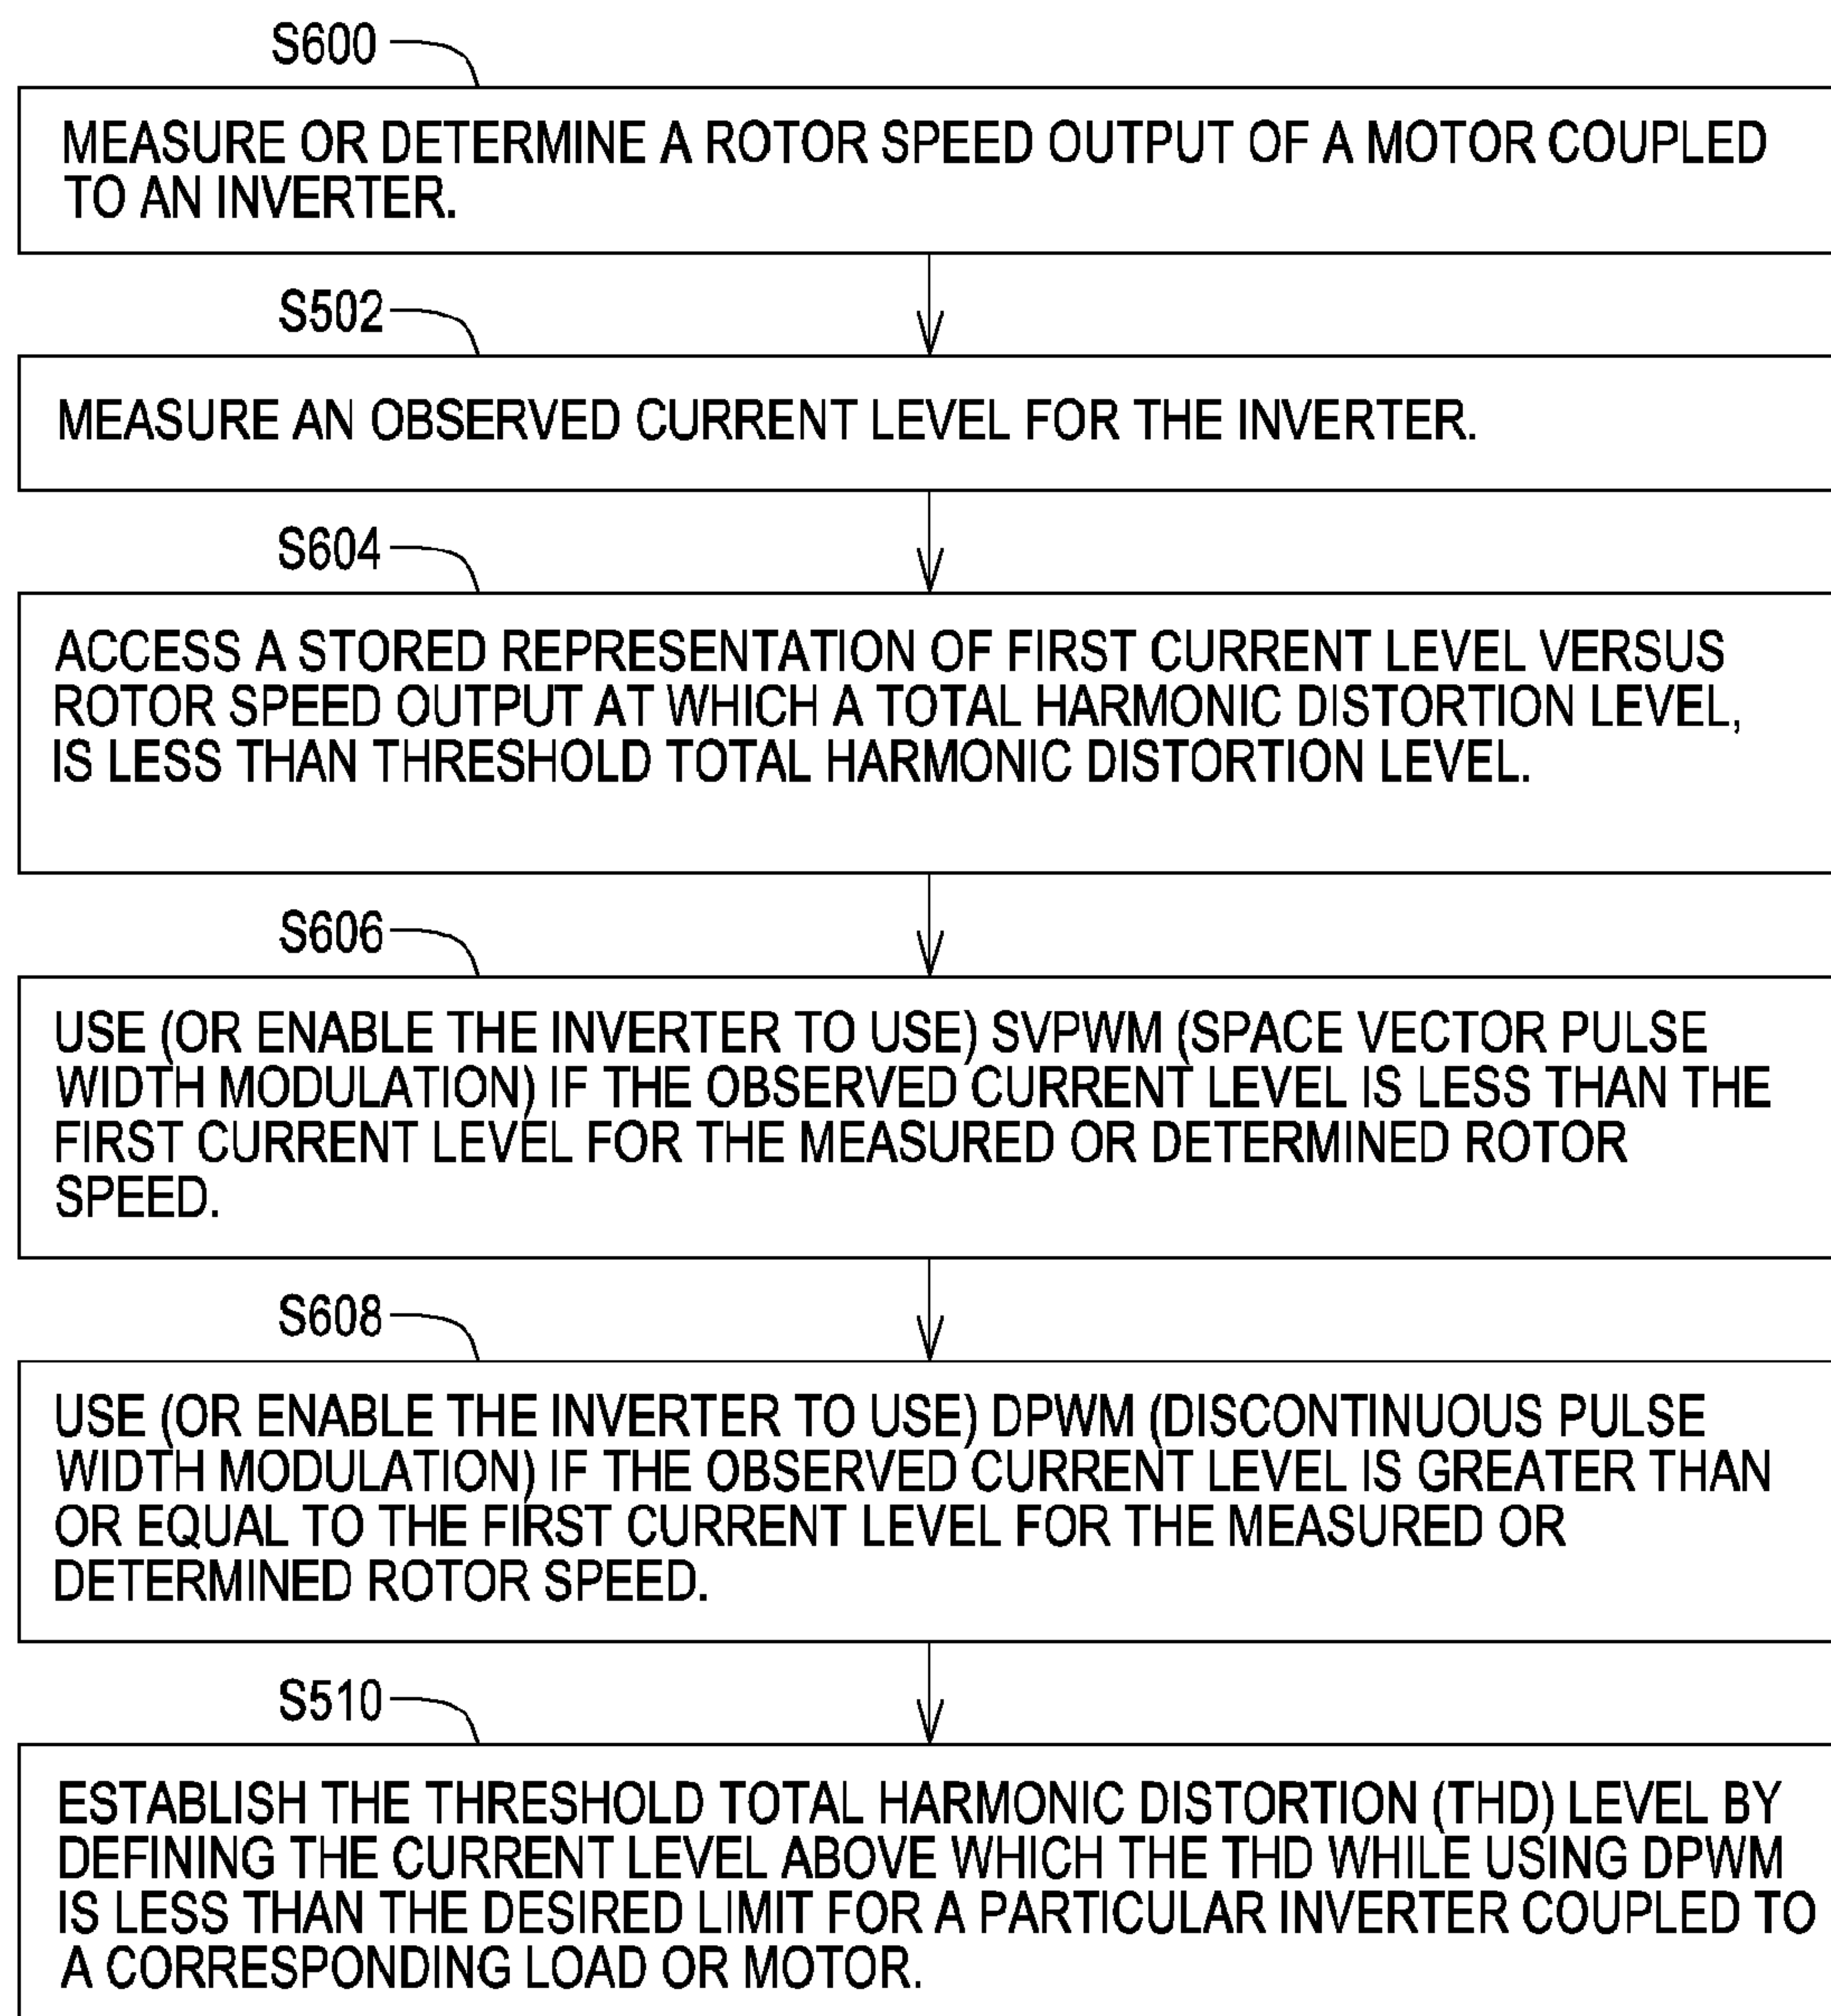 S600
MEASURE OR DETERMINE A ROTOR SPEED OUTPUT OF A MOTOR COUPLED
TO AN INVERTER.
S502
MEASURE AN OBSERVED CURRENT LEVEL FOR THE INVERTER.
S604
ACCESS A STORED REPRESENTATION OF FIRST CURRENT LEVEL VERSUS
ROTOR SPEED OUTPUT AT WHICH A TOTAL HARMONIC DISTORTION LEVEL,
IS LESS THAN THRESHOLD TOTAL HARMONIC DISTORTION LEVEL.
S606
USE (OR ENABLE THE INVERTER TO USE) SVPWM (SPACE VECTOR PULSE
WIDTH MODULATION) IF THE OBSERVED CURRENT LEVEL IS LESS THAN THE
FIRST CURRENT LEVEL FOR THE MEASURED OR DETERMINED ROTOR
SPEED.
S608
USE (OR ENABLE THE INVERTER TO USE) DPWM (DISCONTINUOUS PULSE
WIDTH MODULATION) IF THE OBSERVED CURRENT LEVEL IS GREATER THAN
OR EQUAL TO THE FIRST CURRENT LEVEL FOR THE MEASURED OR
DETERMINED ROTOR SPEED.
S510
ESTABLISH THE THRESHOLD TOTAL HARMONIC DISTORTION (THD) LEVEL BY
DEFINING THE CURRENT LEVEL ABOVE WHICH THE THD WHILE USING DPWM
IS LESS THAN THE DESIRED LIMIT FOR A PARTICULAR INVERTER COUPLED TO
A CORRESPONDING LOAD OR MOTOR.